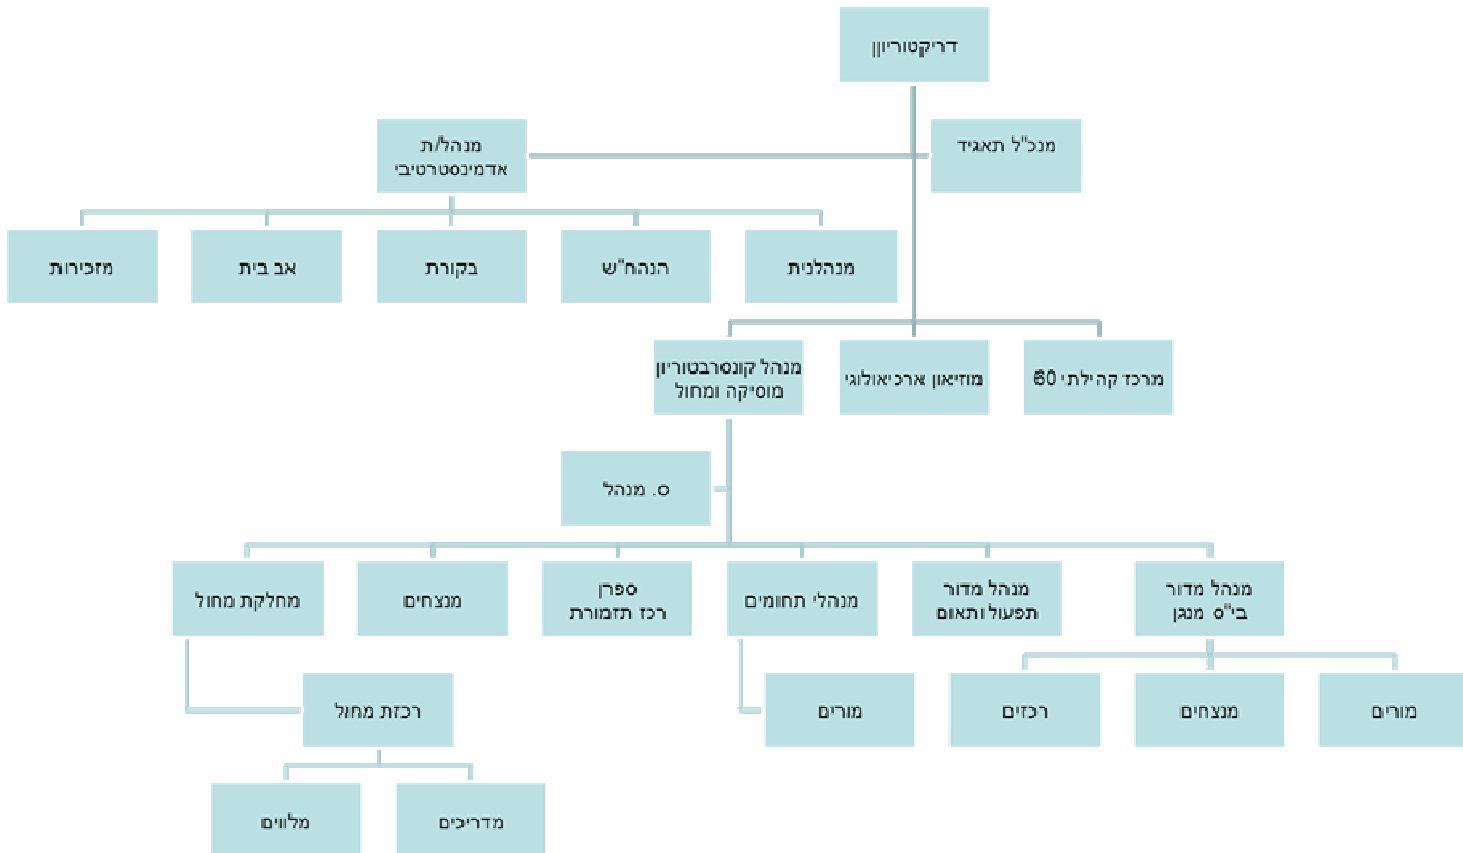 דריקטוריוןן
מנכ"ל תאגיד
מנהל/ת
אדמינסטרטיבי
מנהלנית
הנהח"ש
בקורת
אב בית
מזכירות
מרכז קהילתי 60
מוזיאון ארכיאולוגי
מנהל קונסרבטוריון
מוסיקה ומחול
ס. מנהל
מנהל מדור
בי"ס מנגן
מנהל מדור
תפעול ותאום
מנהלי תחומים
ספרן
רכז תזמורת
מנצחים
מחלקת מחול
מורים
מנצחים
רכזים
מורים
רכזת מחול
מדריכים
מלווים